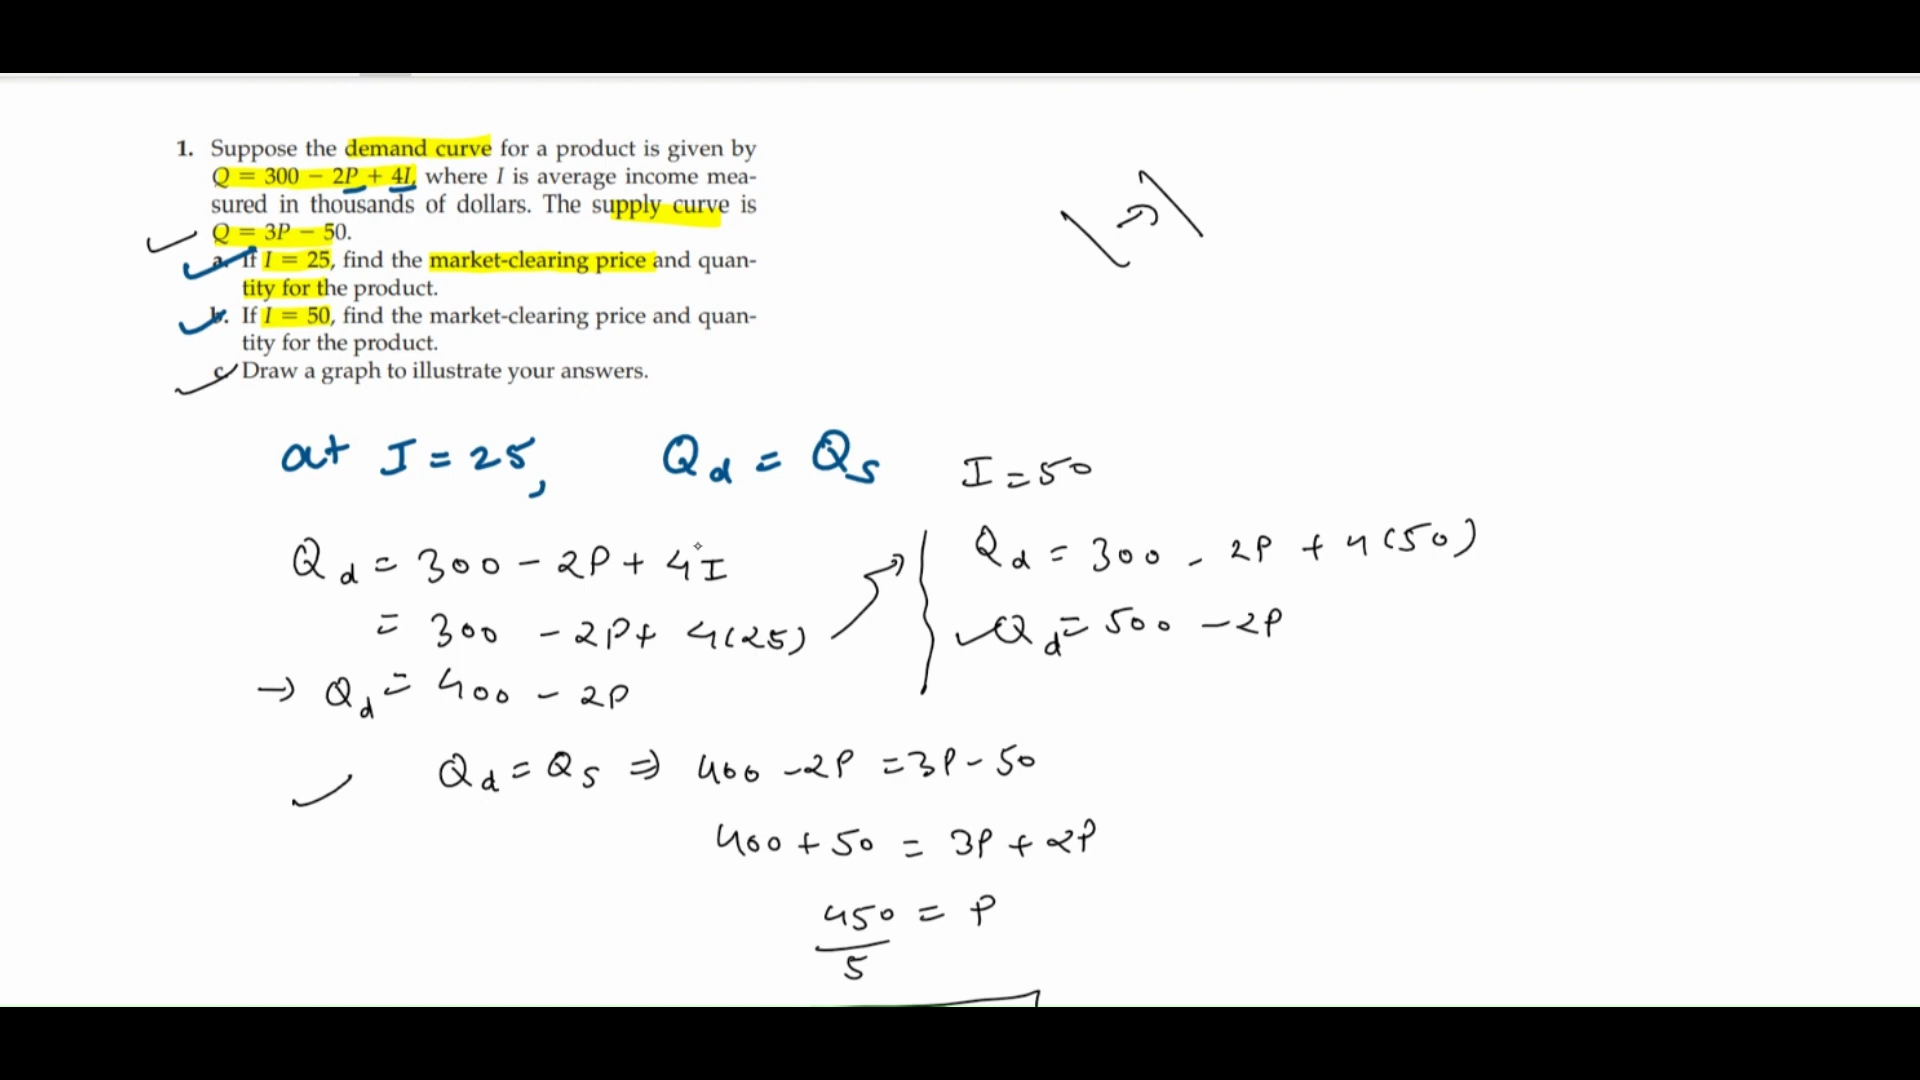 1. Suppose the demand curve for a product is given by
Q = 300 − 2P + 4I, where I is average income mea-
sured in thousands of dollars. The supply curve is
Q = 3P − 50.
a. If I = 25, find the market-clearing price and quan-
tity for the product.
b. If I = 50, find the market-clearing price and quan-
tity for the product.
c. Draw a graph to illustrate your answers.
at I = 25, Qd = Qs
Qd = 300 - 2P + 4I
= 300 - 2P + 4(25)
→ Qd = 400 - 2P
I = 50
Qd = 300 - 2P + 4(50)
Qd = 500 - 2P
Qd = Qs ⇒ 400 - 2P = 3P - 50
400 + 50 = 3P + 2P
450/5 = P